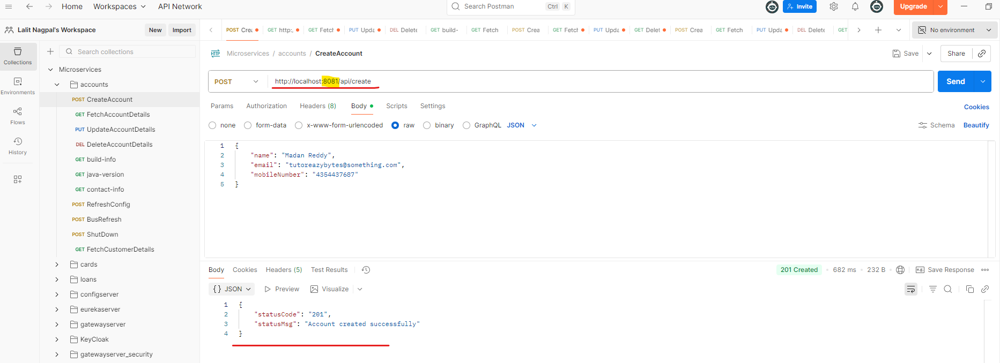 Home Workspaces API Network Search Postman Ctrl K Invite Upgrade
Lalit Nagpal's Workspace New Import
POST Crea GET http:, GET Fetch PUT Upda DEL Delete GET build- GET Fetch POST Crea GET Fetch PUT Upda GET Delet POST Crea GET Fetch PUT Upda DEL Delete GET No environment
Collections
Environments
Flows
History
Search collections
Microservices
accounts
POST CreateAccount
GET FetchAccountDetails
PUT UpdateAccountDetails
DEL DeleteAccountDetails
GET build-info
GET java-version
GET contact-info
POST RefreshConfig
POST BusRefresh
POST ShutDown
GET FetchCustomerDetails
cards
loans
configserver
eurekaserver
gatewayserver
KeyCloak
gatewayserver_security
HTTP Microservices / accounts / CreateAccount Save Share
POST http://localhost:8081/api/create Send
Params Authorization Headers (8) Body Scripts Settings Cookies
none form-data x-www-form-urlencoded raw binary GraphQL JSON Schema Beautify
1 {
2 "name": "Madan Reddy",
3 "email": "tutoreazybytes@something.com",
4 "mobileNumber": "4354437687"
5 }
Body Cookies Headers (5) Test Results 201 Created 682 ms 232 B e.g. Save Response
{} JSON Preview Visualize
1 {
2 "statusCode": "201",
3 "statusMsg": "Account created successfully"
4 }